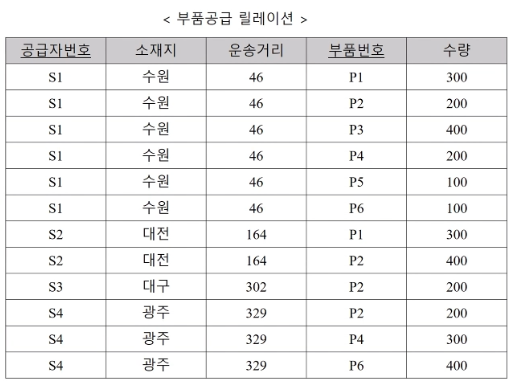 < 부품공급 릴레이션 >
공급자번호 소재지 운송거리 부품번호 수량
S1 수원 46 P1 300
S1 수원 46 P2 200
S1 수원 46 P3 400
S1 수원 46 P4 200
S1 수원 46 P5 100
S1 수원 46 P6 100
S2 대전 164 P1 300
S2 대전 164 P2 400
S3 대구 302 P2 200
S4 광주 329 P2 200
S4 광주 329 P4 300
S4 광주 329 P6 400